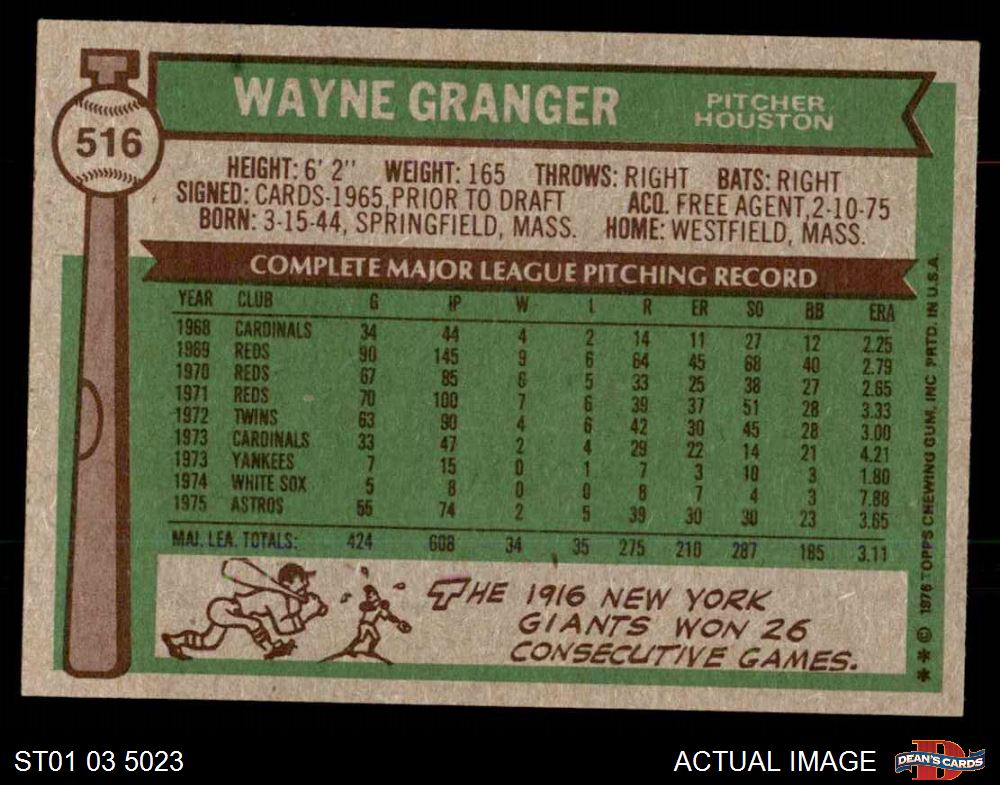 516
WAYNE GRANGER
PITCHER
HOUSTON
HEIGHT: 6' 2" WEIGHT: 165 THROWS: RIGHT BATS: RIGHT
SIGNED: CARDS-1965, PRIOR TO DRAFT ACQ. FREE AGENT, 2-10-75
BORN: 3-15-44, SPRINGFIELD, MASS. HOME: WESTFIELD, MASS.
COMPLETE MAJOR LEAGUE PITCHING RECORD
YEAR CLUB G IP W L R ER SO BB ERA
1968 CARDINALS 34 44 4 2 14 11 27 12 2.25
1969 REDS 90 145 9 6 64 45 68 40 2.79
1970 REDS 67 85 6 5 33 25 38 27 2.65
1971 REDS 70 100 7 6 39 37 51 28 3.33
1972 TWINS 63 90 4 6 42 30 45 28 3.00
1973 CARDINALS 33 47 2 4 29 22 14 21 4.21
1973 YANKEES 7 15 0 1 7 3 10 3 1.80
1974 WHITE SOX 5 8 0 0 8 7 4 3 7.88
1975 ASTROS 55 74 2 5 39 30 30 23 3.65
MAJ. LEA. TOTALS: 424 608 34 35 275 210 287 185 3.11
THE 1916 NEW YORK
GIANTS WON 26
CONSECUTIVE GAMES.
** © 1976 TOPPS CHEWING GUM, INC PRTD. IN U.S.A.
ST01 03 5023
ACTUAL IMAGE
D
DEAN'S CARDS